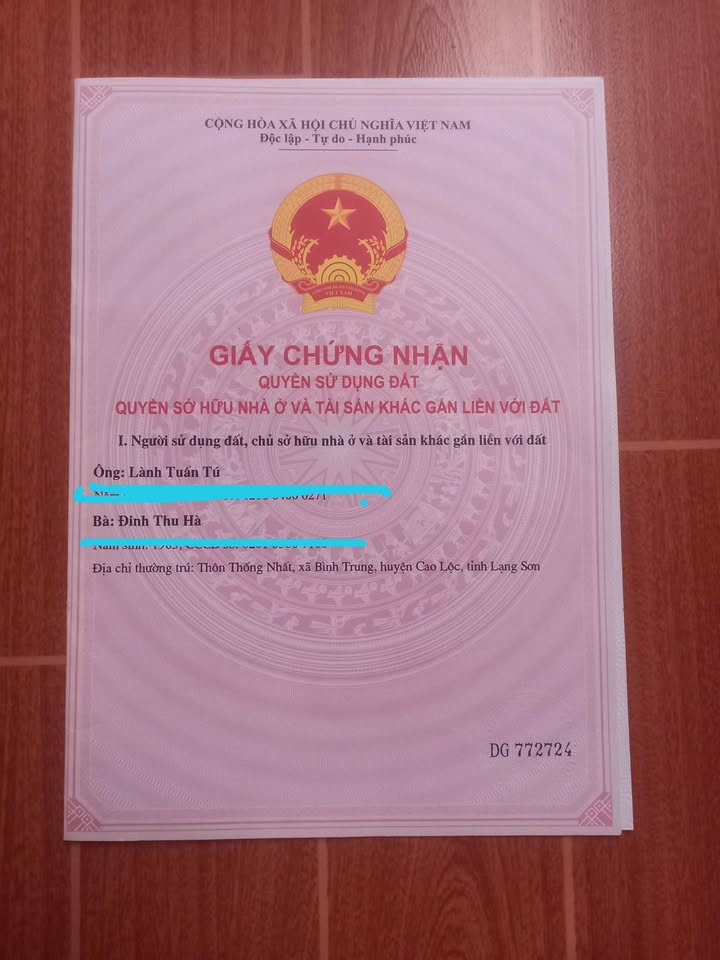 CỘNG HÒA XÃ HỘI CHỦ NGHĨA VIỆT NAM
Độc lập - Tự do - Hạnh phúc
VIỆT NAM
GIẤY CHỨNG NHẬN
QUYỀN SỬ DỤNG ĐẤT
QUYỀN SỞ HỮU NHÀ Ở VÀ TÀI SẢN KHÁC GẮN LIỀN VỚI ĐẤT
I. Người sử dụng đất, chủ sở hữu nhà ở và tài sản khác gắn liền với đất
Ông: Lành Tuấn Tú
Bà: Đinh Thu Hà
Địa chỉ thường trú: Thôn Thống Nhất, xã Bình Trung, huyện Cao Lộc, tỉnh Lạng Sơn
DG 772724